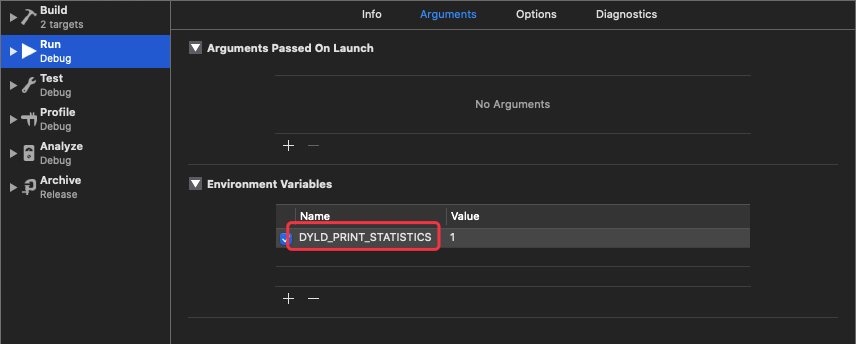 Build
2 targets
Run
Debug
Test
Debug
Profile
Debug
Analyze
Debug
Archive
Release
Info Arguments Options Diagnostics
Arguments Passed On Launch
No Arguments
Environment Variables
Name Value
DYLD_PRINT_STATISTICS 1